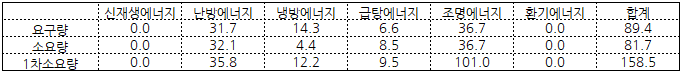 신재생에너지 난방에너지 냉방에너지 급탕에너지 조명에너지 환기에너지 합계
요구량 0.0 31.7 14.3 6.6 36.7 0.0 89.4
소요량 0.0 32.1 4.4 8.5 36.7 0.0 81.7
1차소요량 0.0 35.8 12.2 9.5 101.0 0.0 158.5